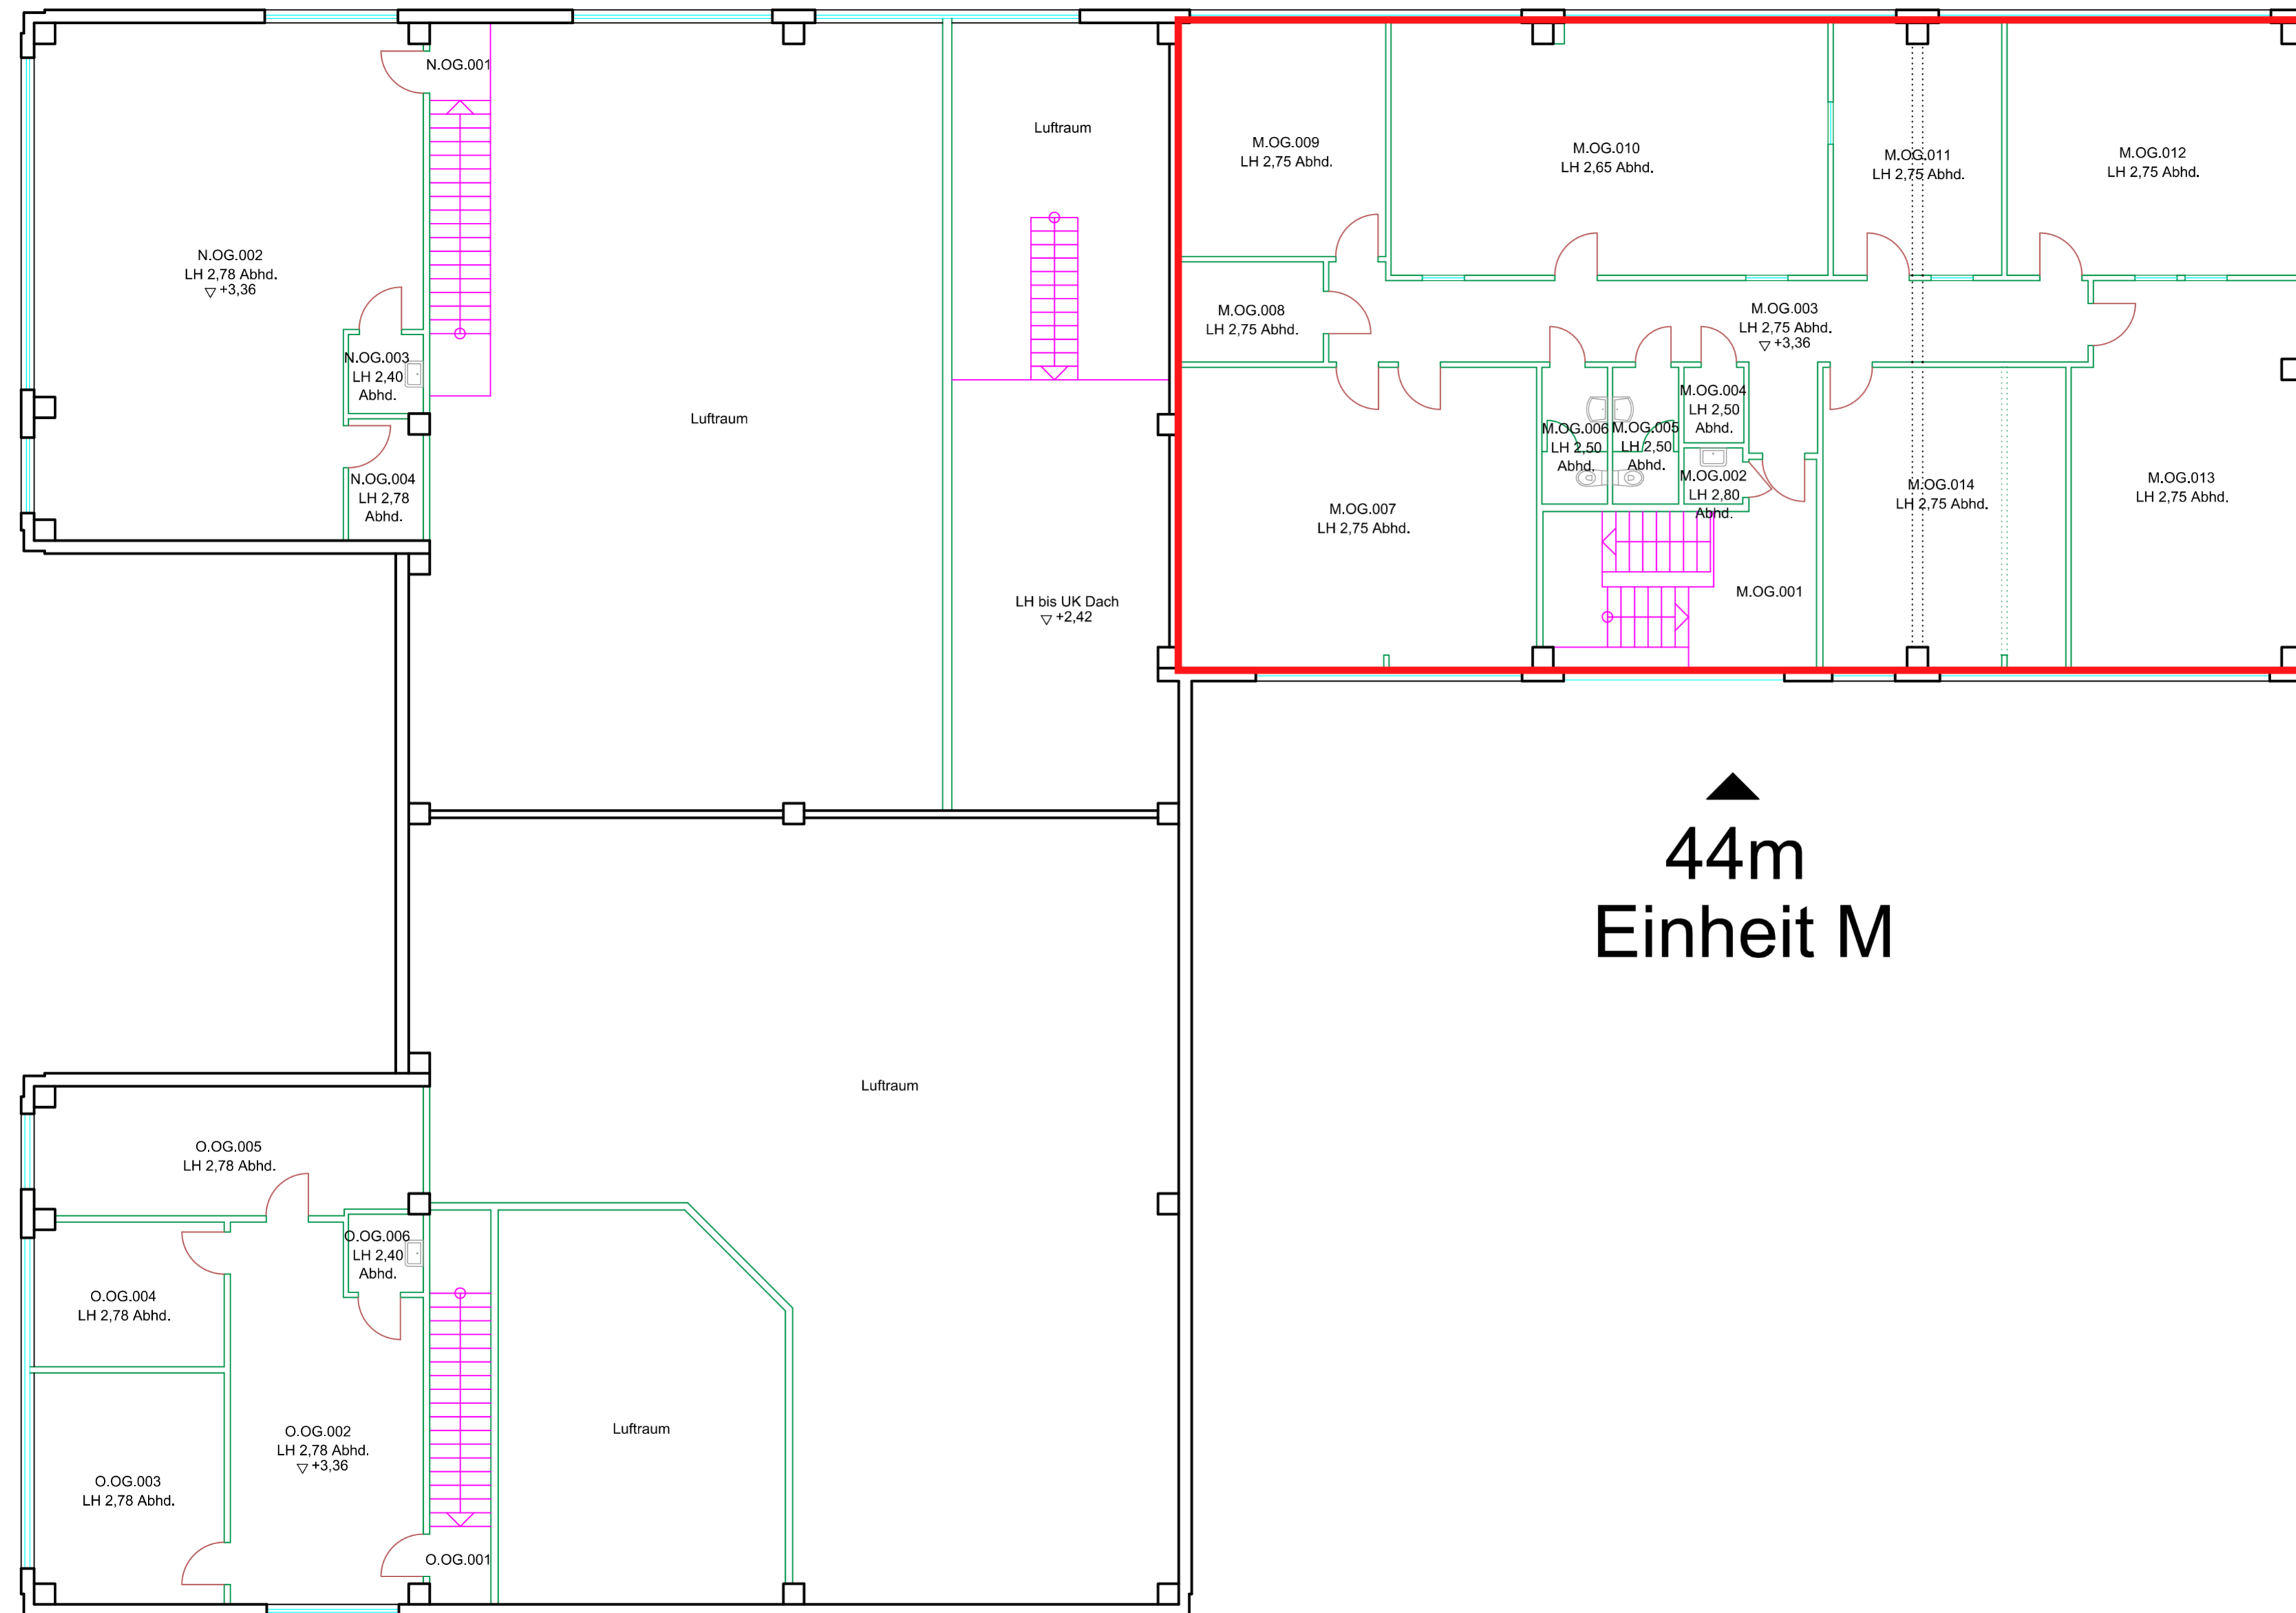 N.OG.001
Luftraum
M.OG.009
LH 2,75 Abhd.
M.OG.010
LH 2,65 Abhd.
M.OG.011
LH 2,75 Abhd.
M.OG.012
LH 2,75 Abhd.
N.OG.002
LH 2,78 Abhd.
▽ +3,36
M.OG.008
LH 2,75 Abhd.
M.OG.003
LH 2,75 Abhd.
▽ +3,36
N.OG.003
LH 2,40
Abhd.
Luftraum
M.OG.004
LH 2,50
Abhd.
M.OG.006
LH 2,50
Abhd.
M.OG.005
LH 2,50
Abhd.
N.OG.004
LH 2,78
Abhd.
M.OG.002
LH 2,80
Abhd.
M.OG.007
LH 2,75 Abhd.
M.OG.014
LH 2,75 Abhd.
M.OG.013
LH 2,75 Abhd.
M.OG.001
LH bis UK Dach
▽ +2,42
44m
Einheit M
Luftraum
O.OG.005
LH 2,78 Abhd.
O.OG.006
LH 2,40
Abhd.
O.OG.004
LH 2,78 Abhd.
Luftraum
O.OG.002
LH 2,78 Abhd.
▽ +3,36
O.OG.003
LH 2,78 Abhd.
O.OG.001